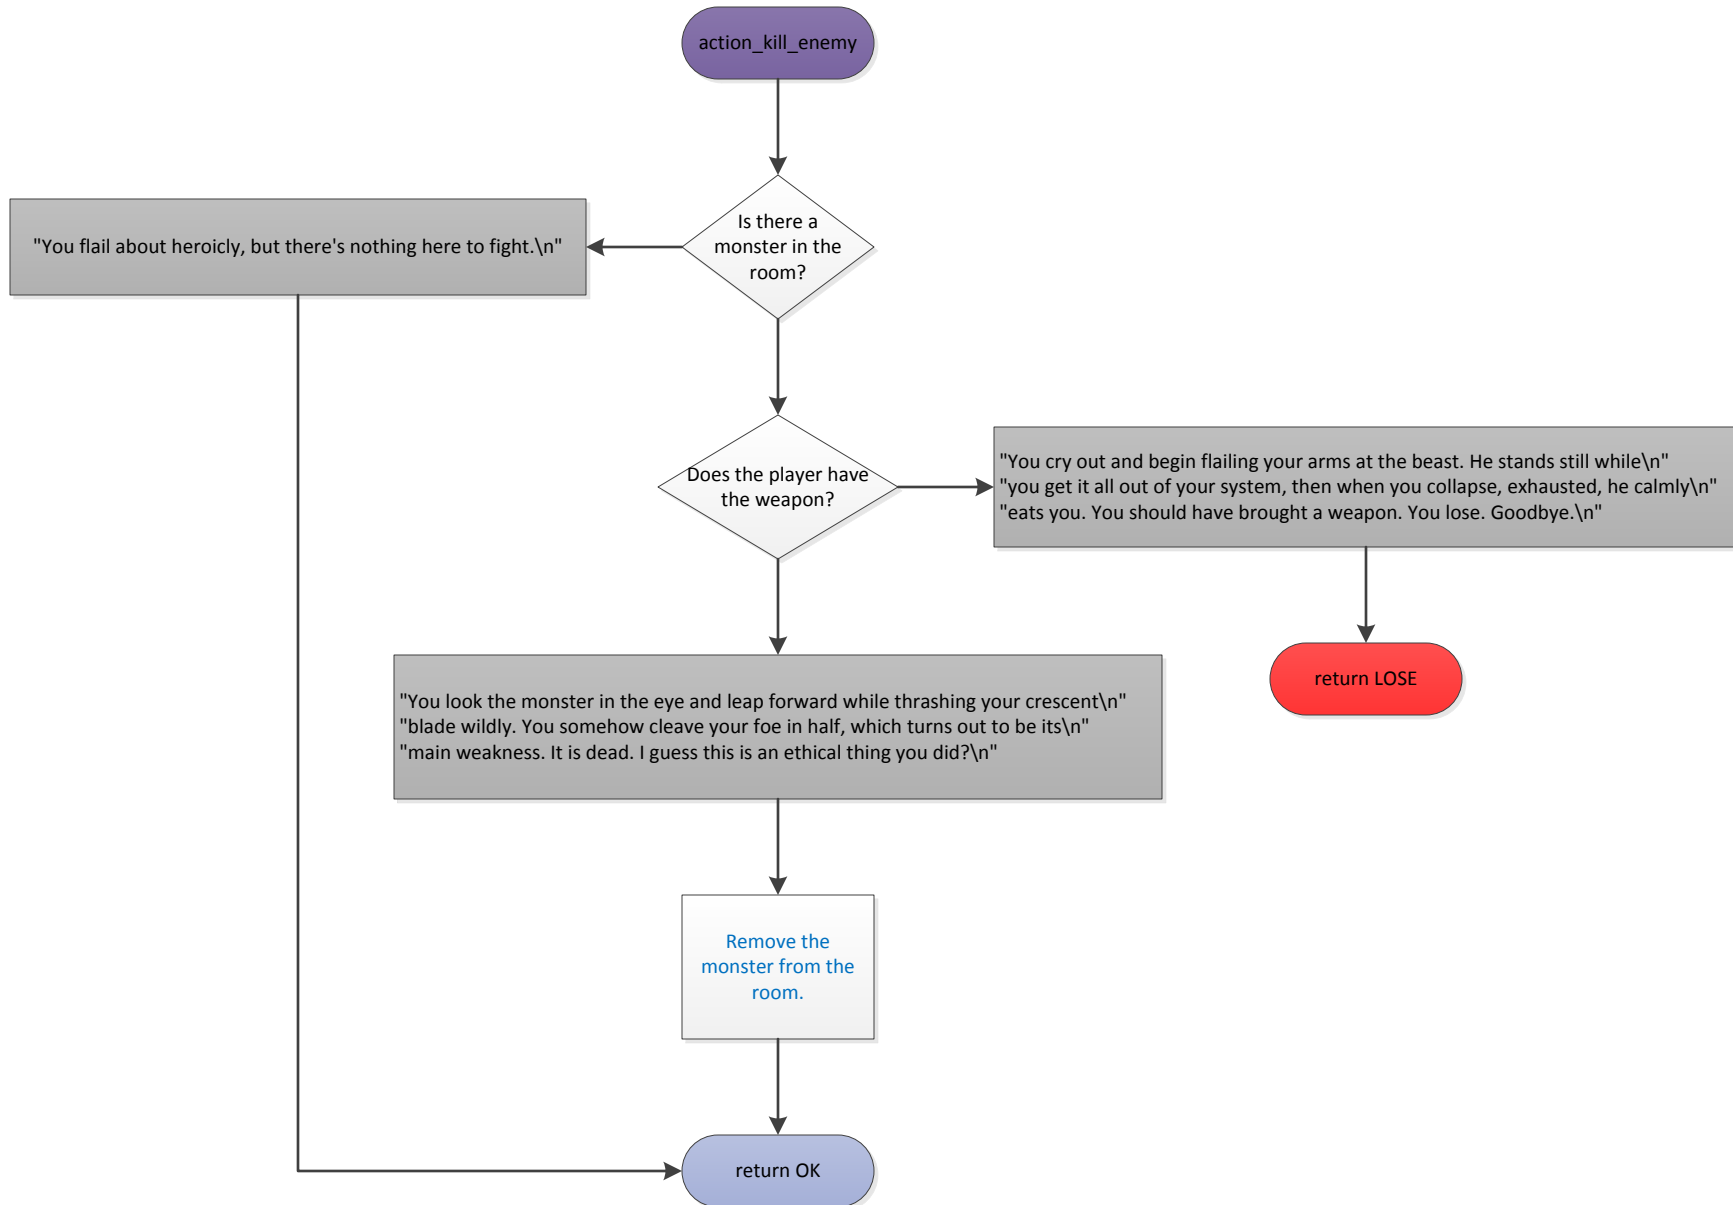 action_kill_enemy
Is there a
monster in the
room?
"You flail about heroicly, but there's nothing here to fight.\n"
Does the player have
the weapon?
"You cry out and begin flailing your arms at the beast. He stands still while\n"
"you get it all out of your system, then when you collapse, exhausted, he calmly\n"
"eats you. You should have brought a weapon. You lose. Goodbye.\n"
return LOSE
"You look the monster in the eye and leap forward while thrashing your crescent\n"
"blade wildly. You somehow cleave your foe in half, which turns out to be its\n"
"main weakness. It is dead. I guess this is an ethical thing you did?\n"
Remove the
monster from the
room.
return OK